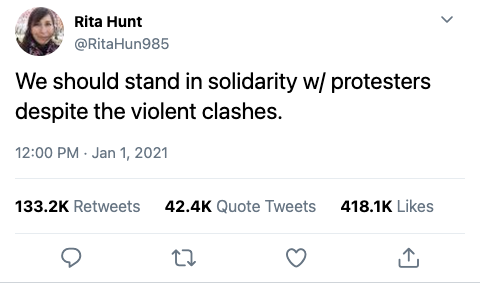 Rita Hunt
@RitaHun985
We should stand in solidarity w/ protesters
despite the violent clashes.
12:00 PM · Jan 1, 2021
133.2K Retweets 42.4K Quote Tweets 418.1K Likes